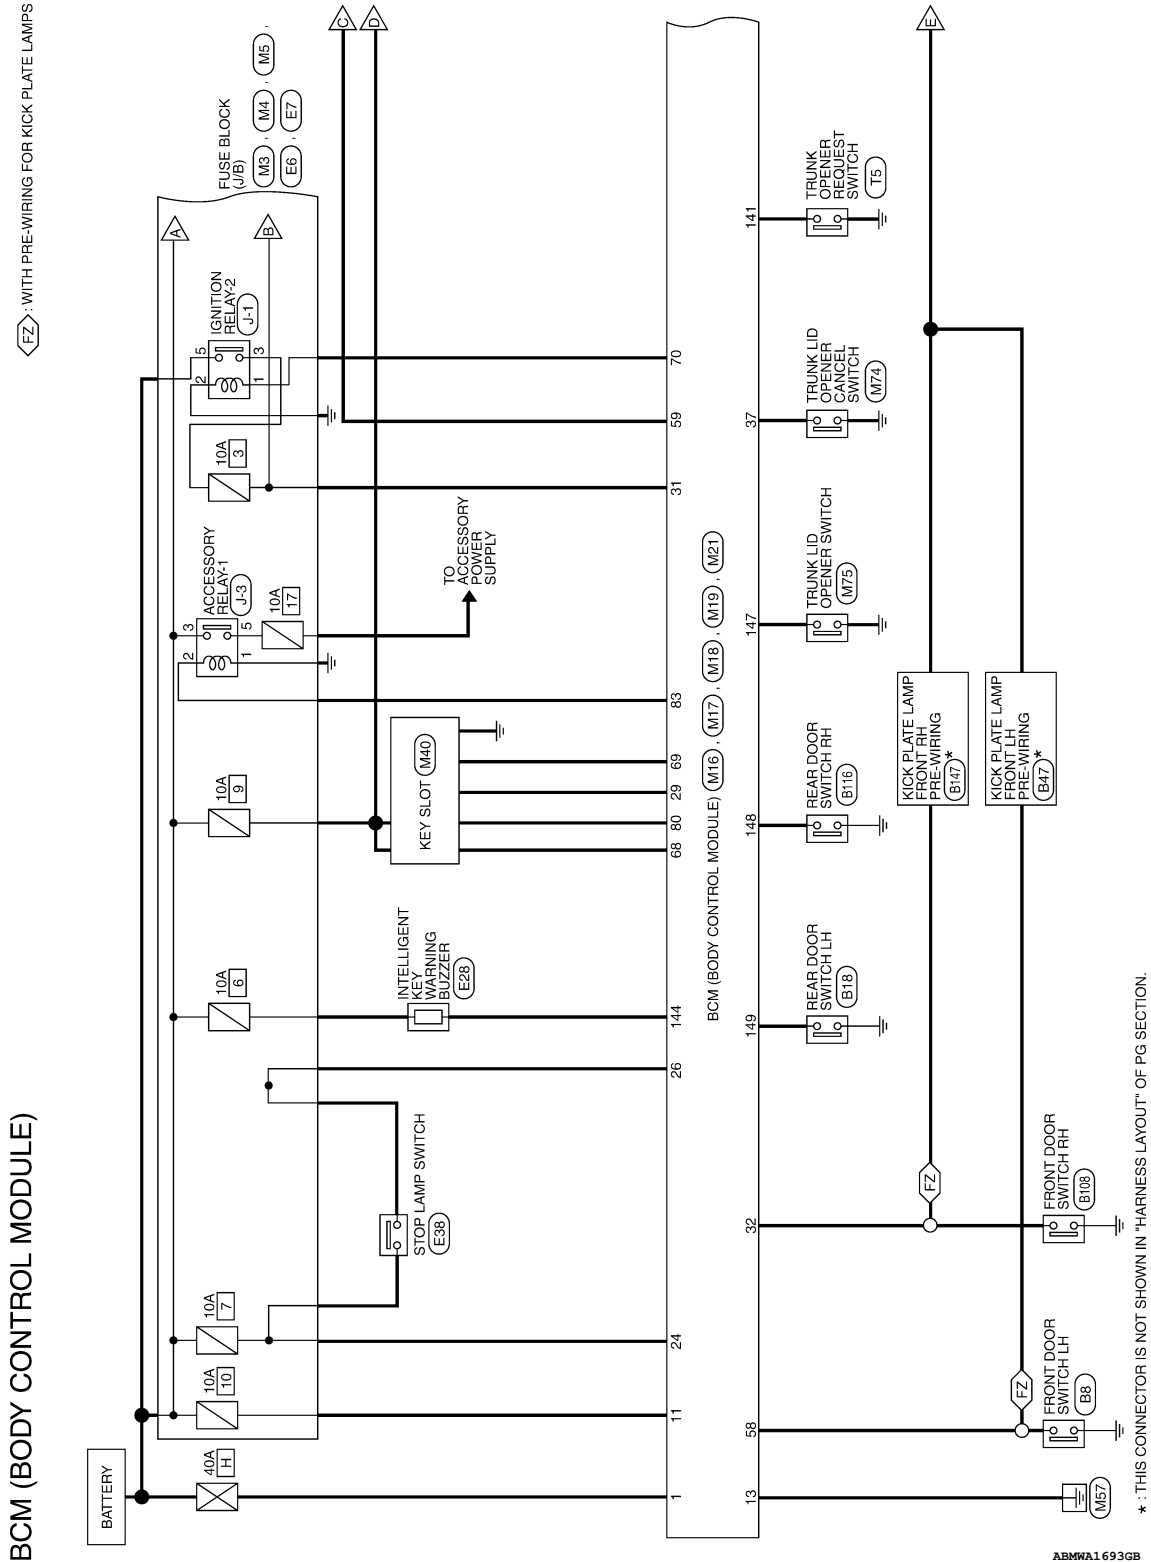 BCM (BODY CONTROL MODULE)
FZ : WITH PRE-WIRING FOR KICK PLATE LAMPS
BATTERY
FUSE BLOCK
(J/B)
M3 , M4 , M5 ,
E6 , E7
A
B
C
D
40A
H
10A
10
10A
7
10A
6
10A
9
ACCESSORY
RELAY-1
J-3
2
3
1
5
10A
17
10A
3
IGNITION
RELAY-2
J-1
2
5
1
3
STOP LAMP SWITCH
E38
INTELLIGENT
KEY
WARNING
BUZZER
E28
KEY SLOT M40
TO
ACCESSORY
POWER
SUPPLY
1
11
24
26
144
68
80
29
69
83
31
59
70
BCM (BODY CONTROL MODULE) M16 , M17 , M18 , M19 , M21
13
58
32
149
148
147
37
141
REAR DOOR
SWITCH LH
B18
REAR DOOR
SWITCH RH
B116
TRUNK LID
OPENER SWITCH
M75
TRUNK LID
OPENER
CANCEL
SWITCH
M74
TRUNK
OPENER
REQUEST
SWITCH
T5
FZ
KICK PLATE LAMP
FRONT RH
PRE-WIRING
B147 *
E
FZ
KICK PLATE LAMP
FRONT LH
PRE-WIRING
B47 *
M57
FRONT DOOR
SWITCH LH
B8
FRONT DOOR
SWITCH RH
B108
* : THIS CONNECTOR IS NOT SHOWN IN "HARNESS LAYOUT" OF PG SECTION.
ABMWA1693GB